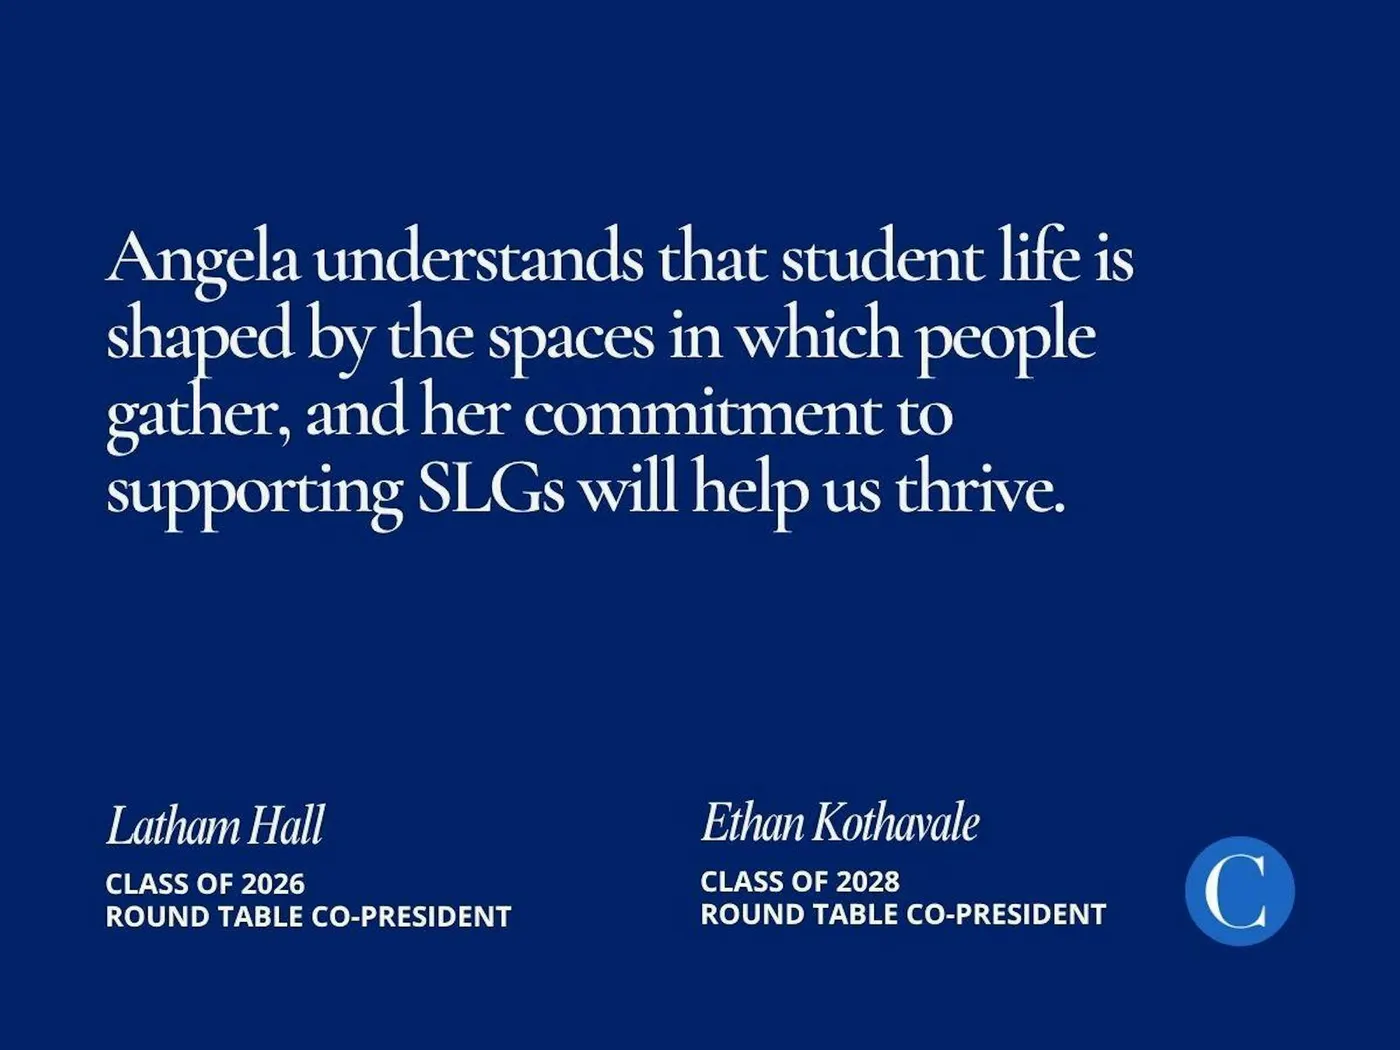 Angela understands that student life is
shaped by the spaces in which people
gather, and her commitment to
supporting SLGs will help us thrive.
Latham Hall
CLASS OF 2026
ROUND TABLE CO-PRESIDENT
Ethan Kothavale
CLASS OF 2028
ROUND TABLE CO-PRESIDENT
C